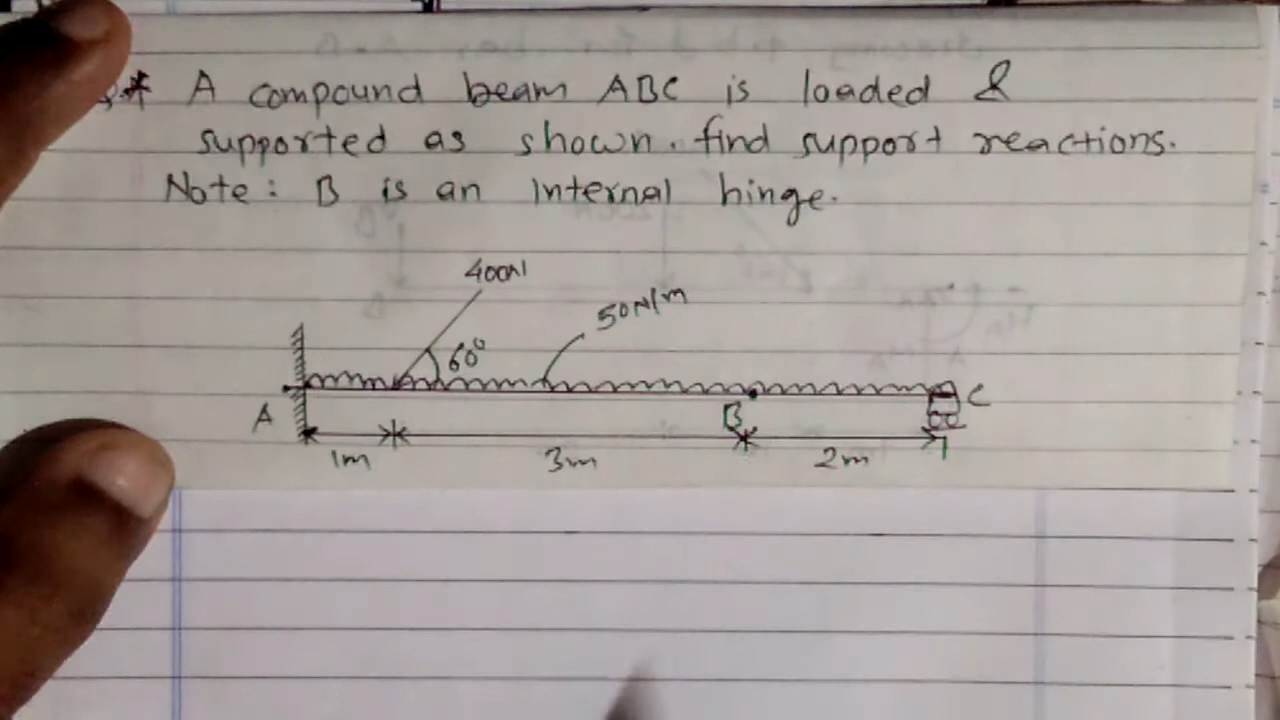 * A compound beam ABC is loaded &
supported as shown. find support reactions.
Note: B is an internal hinge.
400N
50N/m
60°
A
B
C
1m
3m
2m